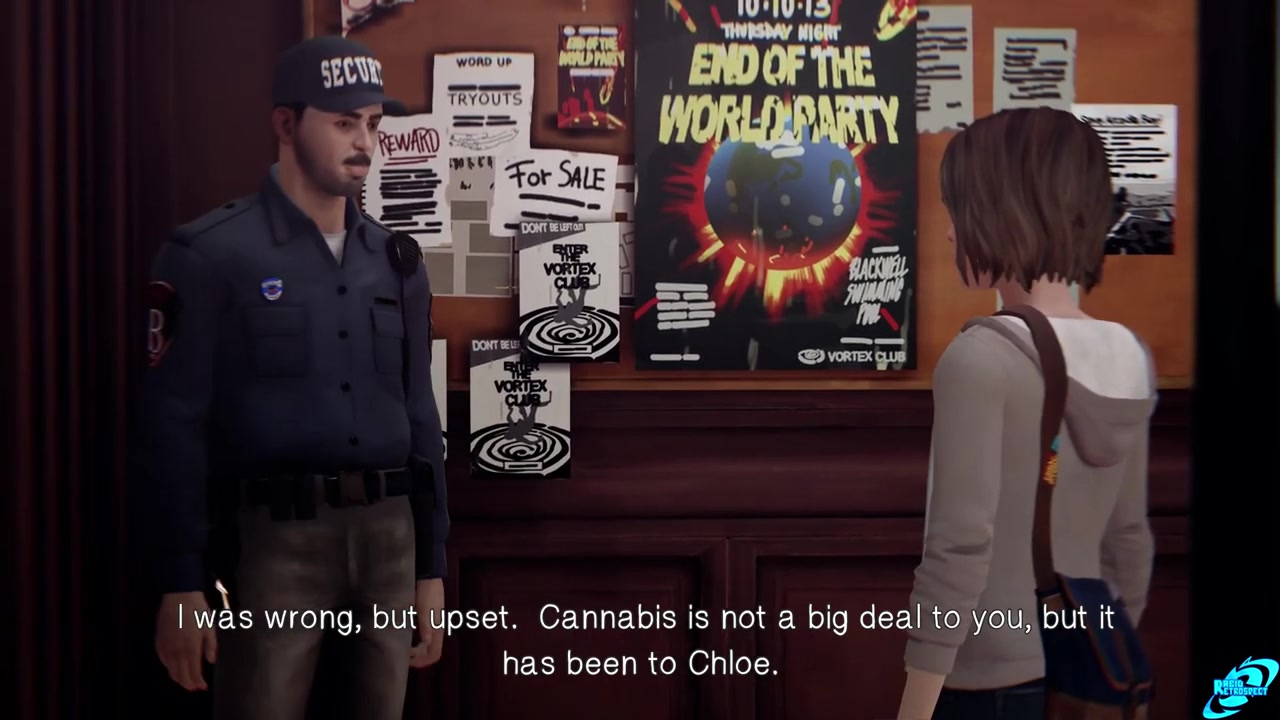 10·10·13
THURSDAY NIGHT
END OF THE
WORLD PARTY
BLACKWELL
SWIMMING
POOL
VORTEX CLUB
SECURI
B
WORD UP
TRYOUTS
END OF THE
WORLD PARTY
REWARD
For SALE
DON'T BE LEFT OUT
ENTER
THE
VORTEX
CLUB
DON'T BE LE
ENTER
THE
VORTEX
CLUB
I was wrong, but upset. Cannabis is not a big deal to you, but it
has been to Chloe.
RADIO
RETROSPECT